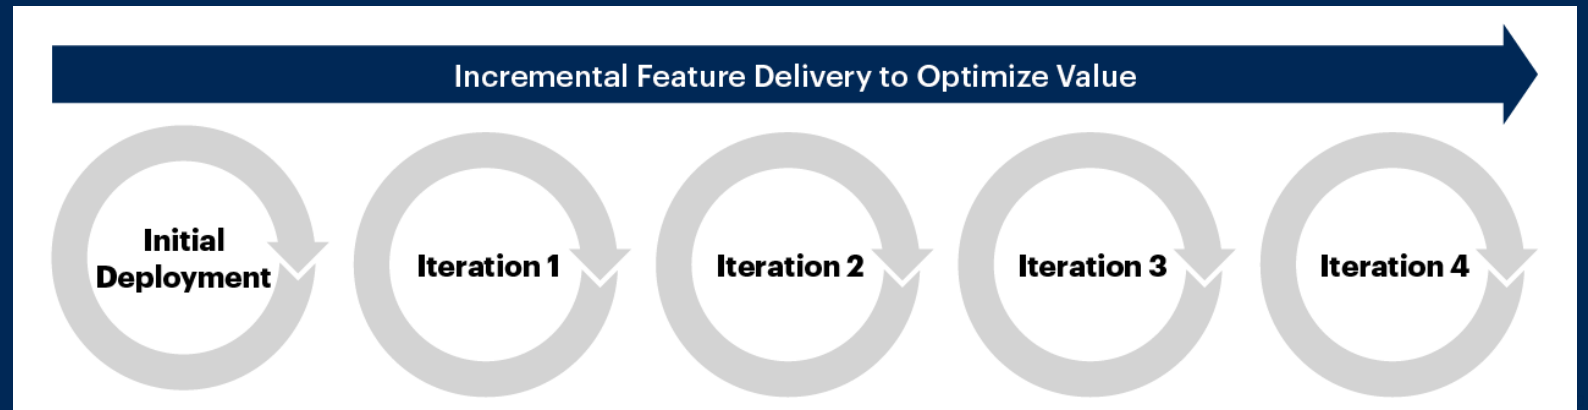 Incremental Feature Delivery to Optimize Value
Initial
Deployment
Iteration 1
Iteration 2
Iteration 3
Iteration 4